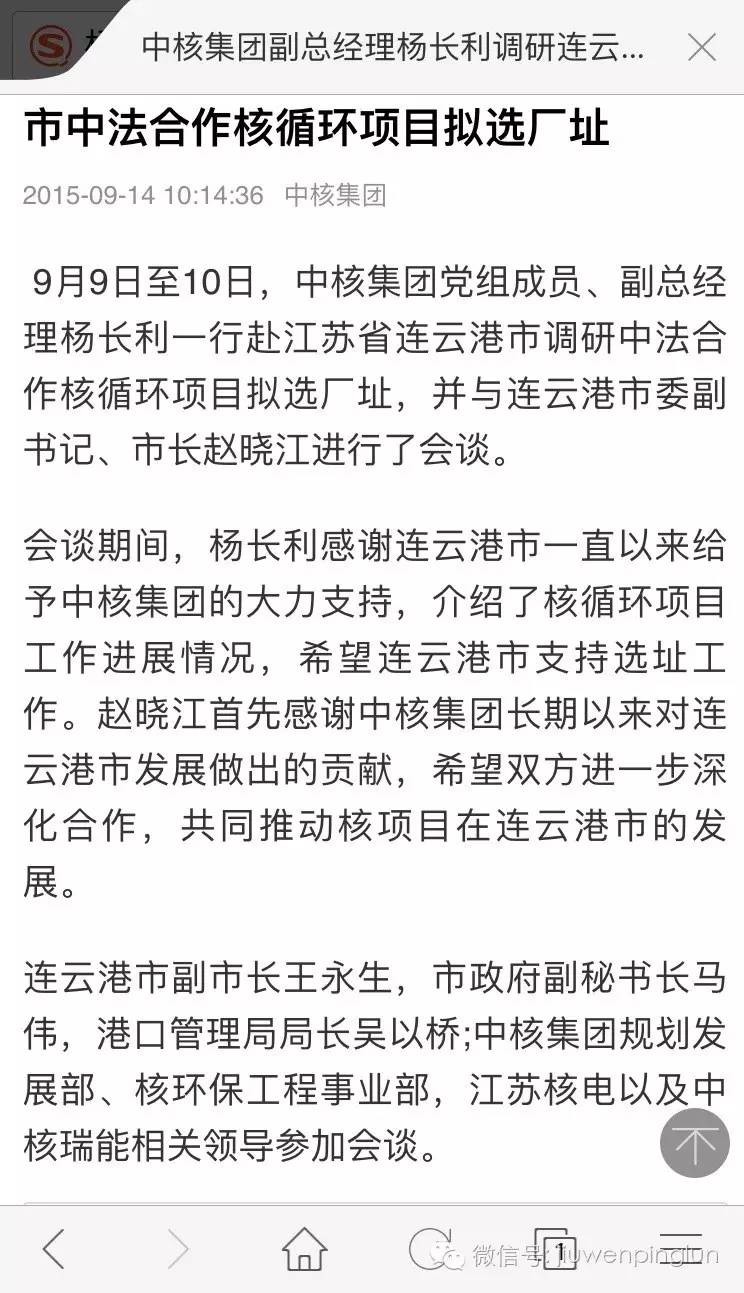 中核集团副总经理杨长利调研连云...
市中法合作核循环项目拟选厂址
2015-09-14 10:14:36 中核集团
9月9日至10日，中核集团党组成员、副总经
理杨长利一行赴江苏省连云港市调研中法合
作核循环项目拟选厂址，并与连云港市委副
书记、市长赵晓江进行了会谈。
会谈期间，杨长利感谢连云港市一直以来给
予中核集团的大力支持，介绍了核循环项目
工作进展情况，希望连云港市支持选址工
作。赵晓江首先感谢中核集团长期以来对连
云港市发展做出的贡献，希望双方进一步深
化合作，共同推动核项目在连云港市的发
展。
连云港市副市长王永生，市政府副秘书长马
伟，港口管理局局长吴以桥;中核集团规划发
展部、核环保工程事业部，江苏核电以及中
核瑞能相关领导参加会谈。
1
微信号: jiuwenpinglun